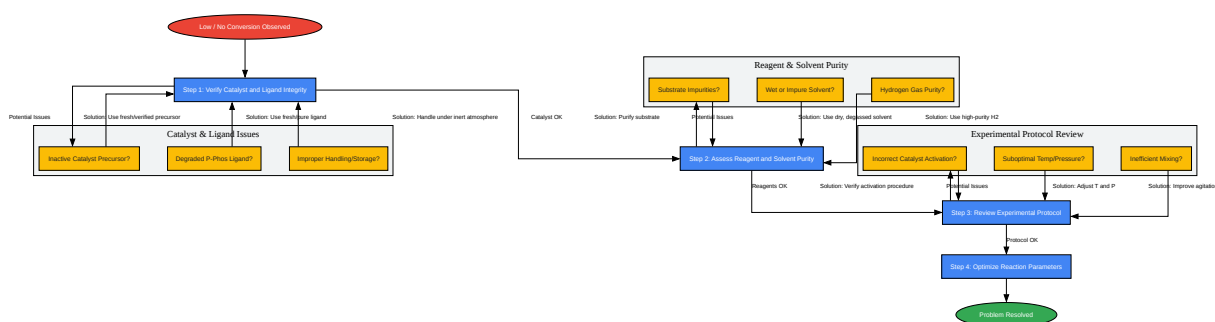 Low / No Conversion Observed
Step 1: Verify Catalyst and Ligand Integrity
Potential Issues
Solution: Use fresh/verified precursor
Solution: Use fresh/pure ligand
Solution: Handle under inert atmosphere
Catalyst OK
Catalyst & Ligand Issues
Inactive Catalyst Precursor?
Degraded P-Phos Ligand?
Improper Handling/Storage?
Reagent & Solvent Purity
Substrate Impurities?
Wet or Impure Solvent?
Hydrogen Gas Purity?
Solution: Purify substrate
Potential Issues
Solution: Use dry, degassed solvent
Solution: Use high-purity H2
Step 2: Assess Reagent and Solvent Purity
Experimental Protocol Review
Incorrect Catalyst Activation?
Suboptimal Temp/Pressure?
Inefficient Mixing?
Reagents OK
Solution: Verify activation procedure
Potential Issues
Solution: Adjust T and P
Solution: Improve agitatio
Step 3: Review Experimental Protocol
Protocol OK
Step 4: Optimize Reaction Parameters
Problem Resolved